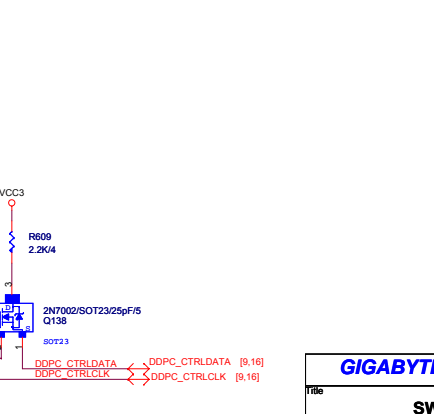 VCC3
R609
2.2K/4
3
D
2N7002/SOT23/25pF/5
Q138
S
SOT23
1
DDPC_CTRLDATA DDPC_CTRLDATA [9,16]
DDPC_CTRLCLK DDPC_CTRLCLK [9,16]
GIGABYTE
Title
SW